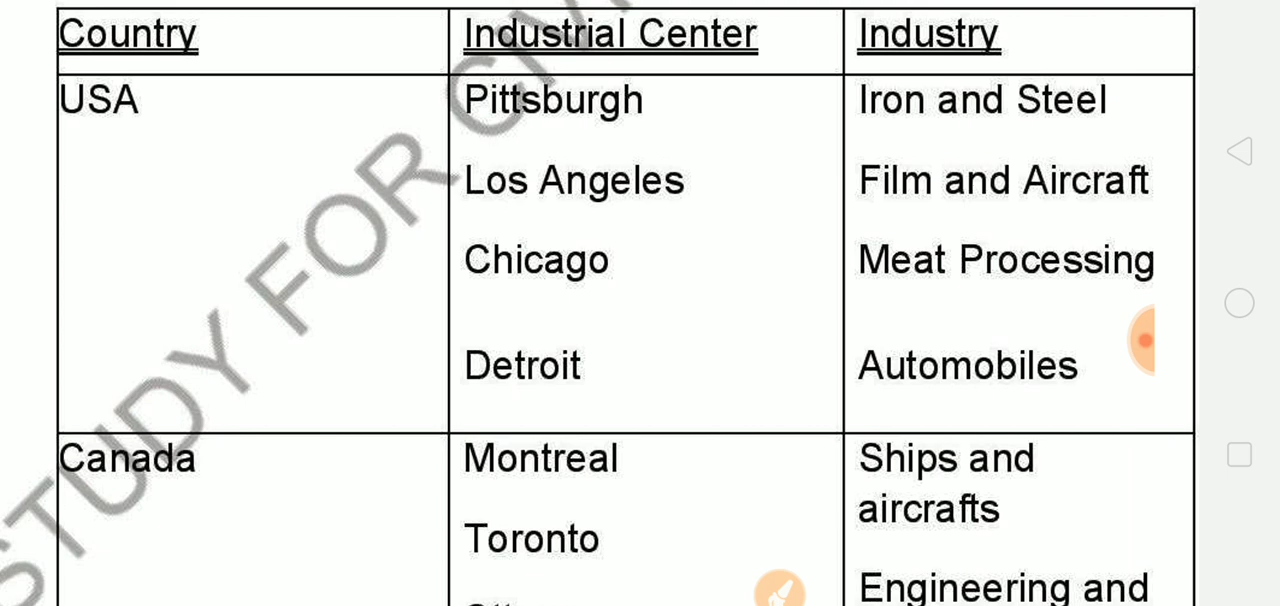 Country Industrial Center Industry
USA Pittsburgh Iron and Steel
Los Angeles Film and Aircraft
Chicago Meat Processing
Detroit Automobiles
Canada Montreal Ships and
aircrafts
Toronto
Engineering and
STUDY FOR